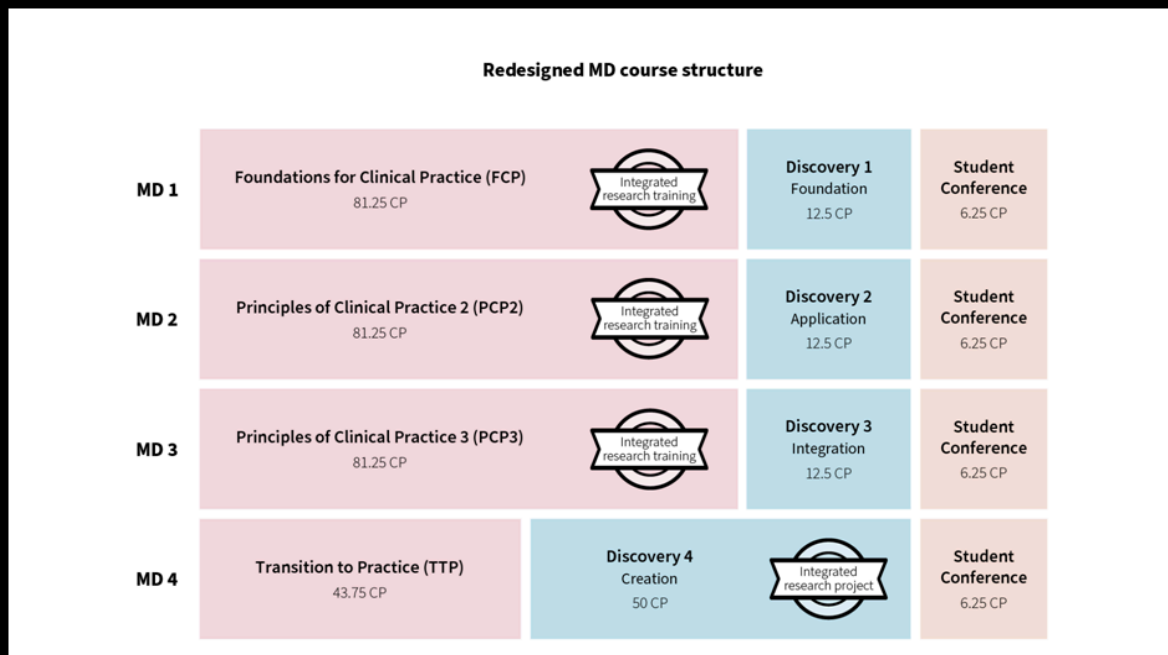 Redesigned MD course structure
MD 1
Foundations for Clinical Practice (FCP)
81.25 CP
Integrated
research training
Discovery 1
Foundation
12.5 CP
Student
Conference
6.25 CP
MD 2
Principles of Clinical Practice 2 (PCP2)
81.25 CP
Integrated
research training
Discovery 2
Application
12.5 CP
Student
Conference
6.25 CP
MD 3
Principles of Clinical Practice 3 (PCP3)
81.25 CP
Integrated
research training
Discovery 3
Integration
12.5 CP
Student
Conference
6.25 CP
MD 4
Transition to Practice (TTP)
43.75 CP
Discovery 4
Creation
50 CP
Integrated
research project
Student
Conference
6.25 CP